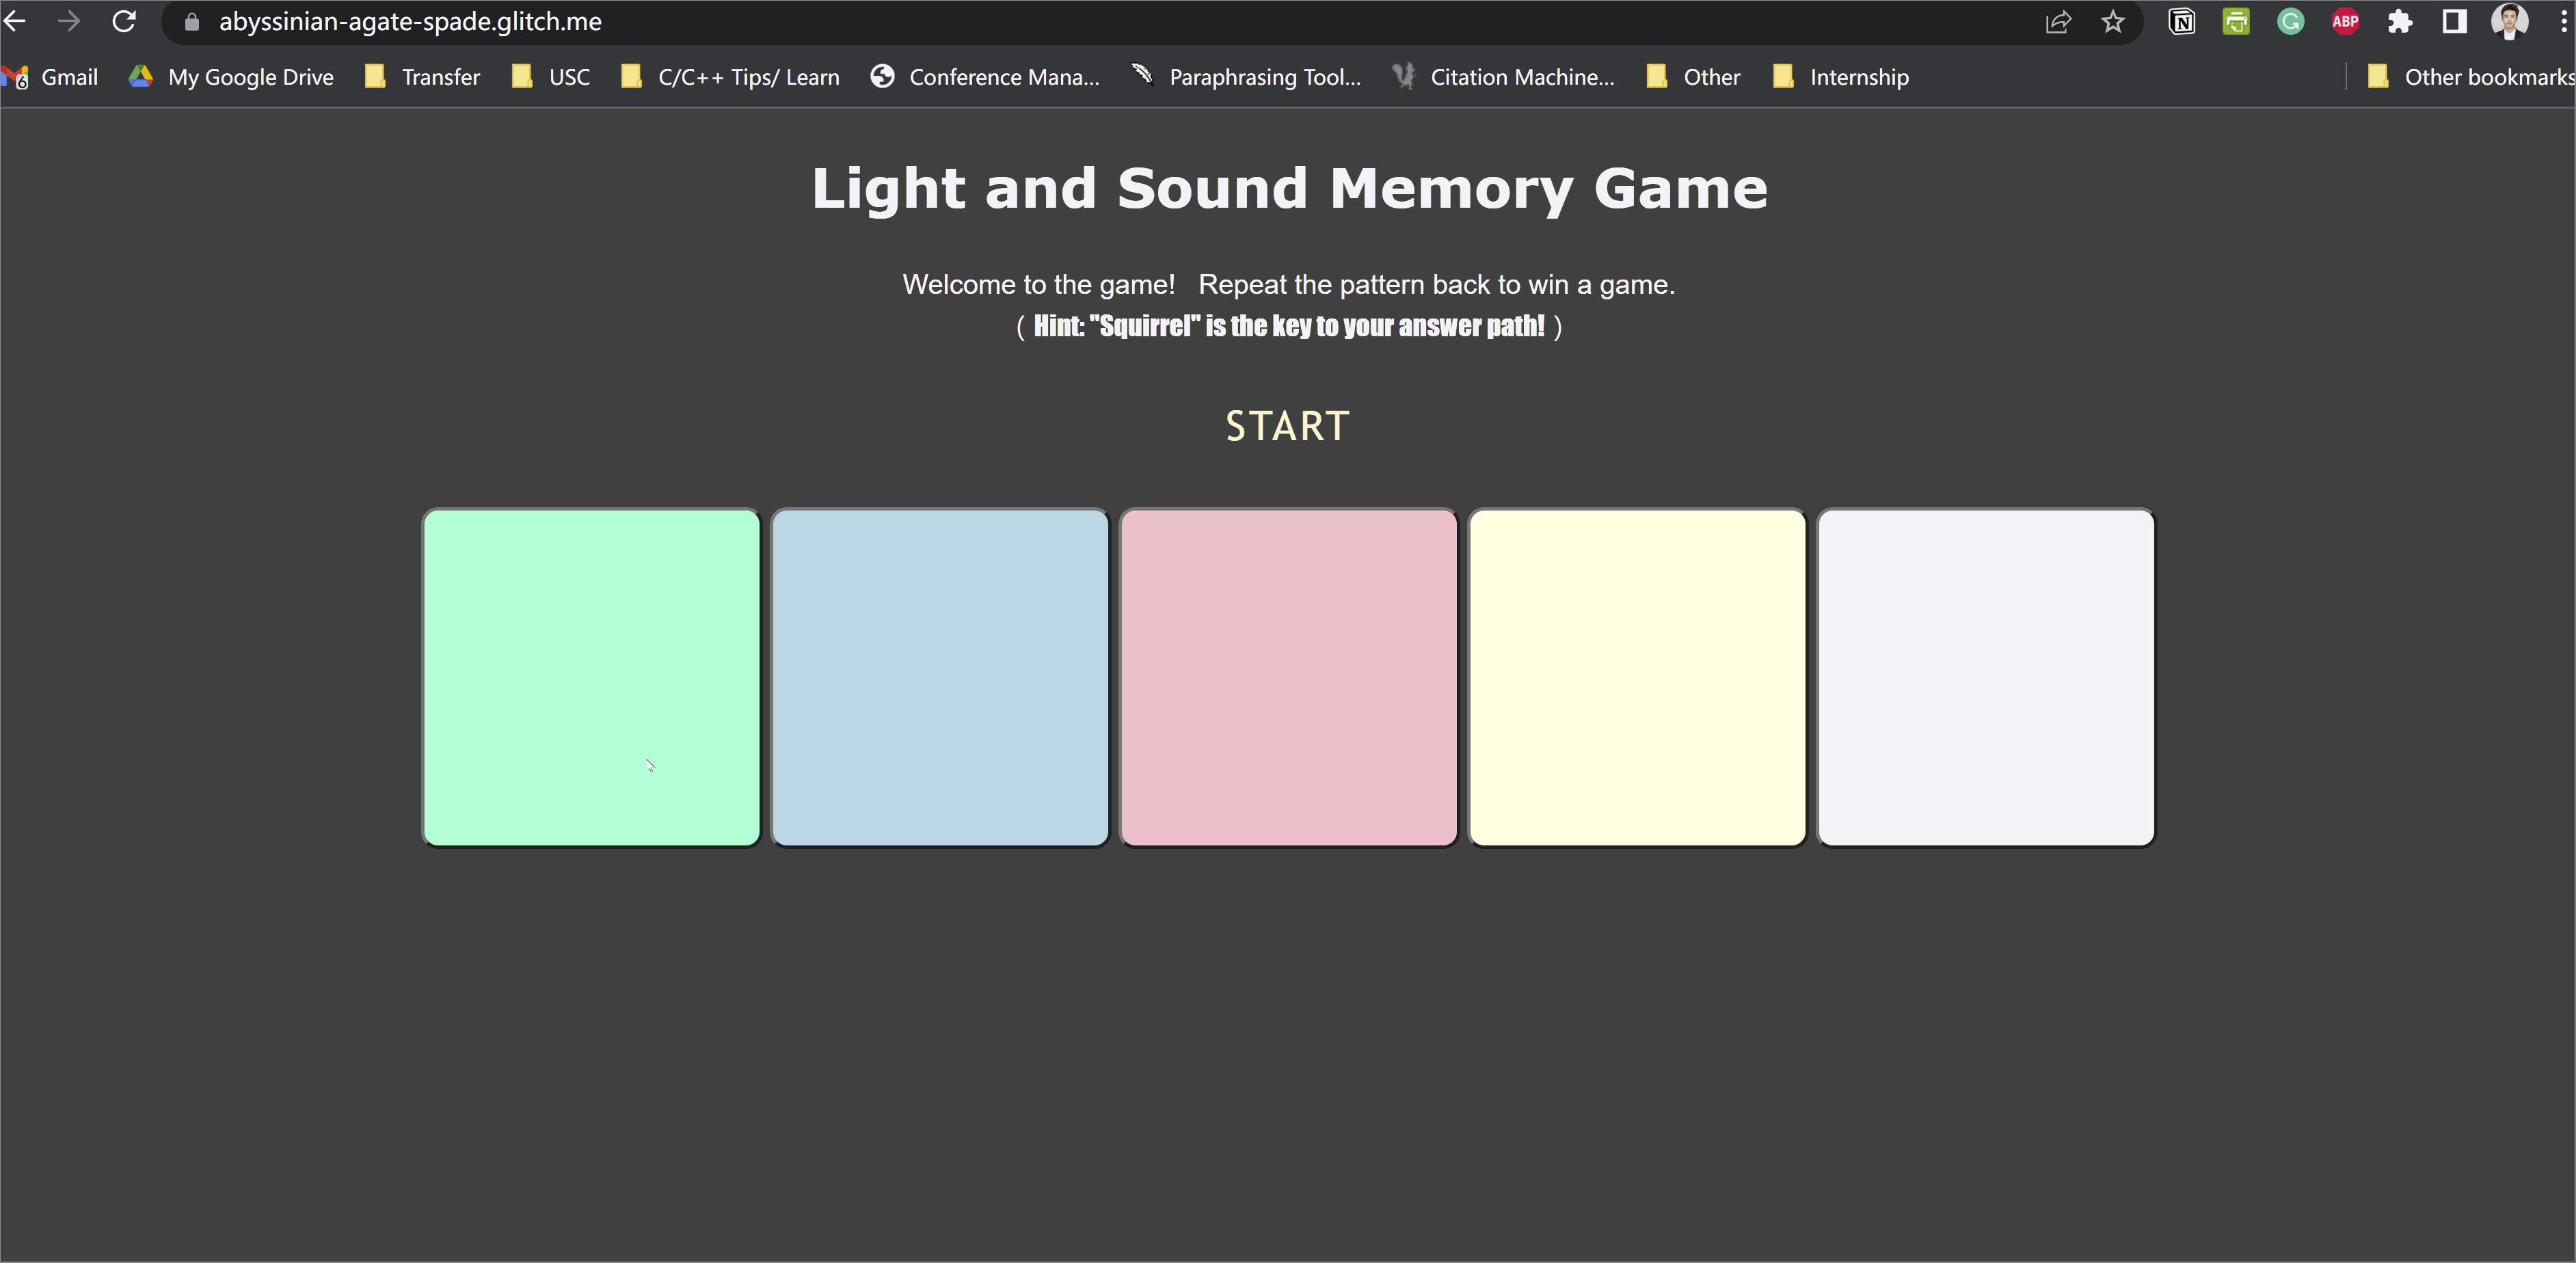 abyssinian-agate-spade.glitch.me
N G ABP
6 Gmail My Google Drive Transfer USC C/C++ Tips/ Learn Conference Mana... Paraphrasing Tool... Citation Machine... Other Internship Other bookmarks
Light and Sound Memory Game
Welcome to the game! Repeat the pattern back to win a game.
( Hint: "Squirrel" is the key to your answer path! )
START